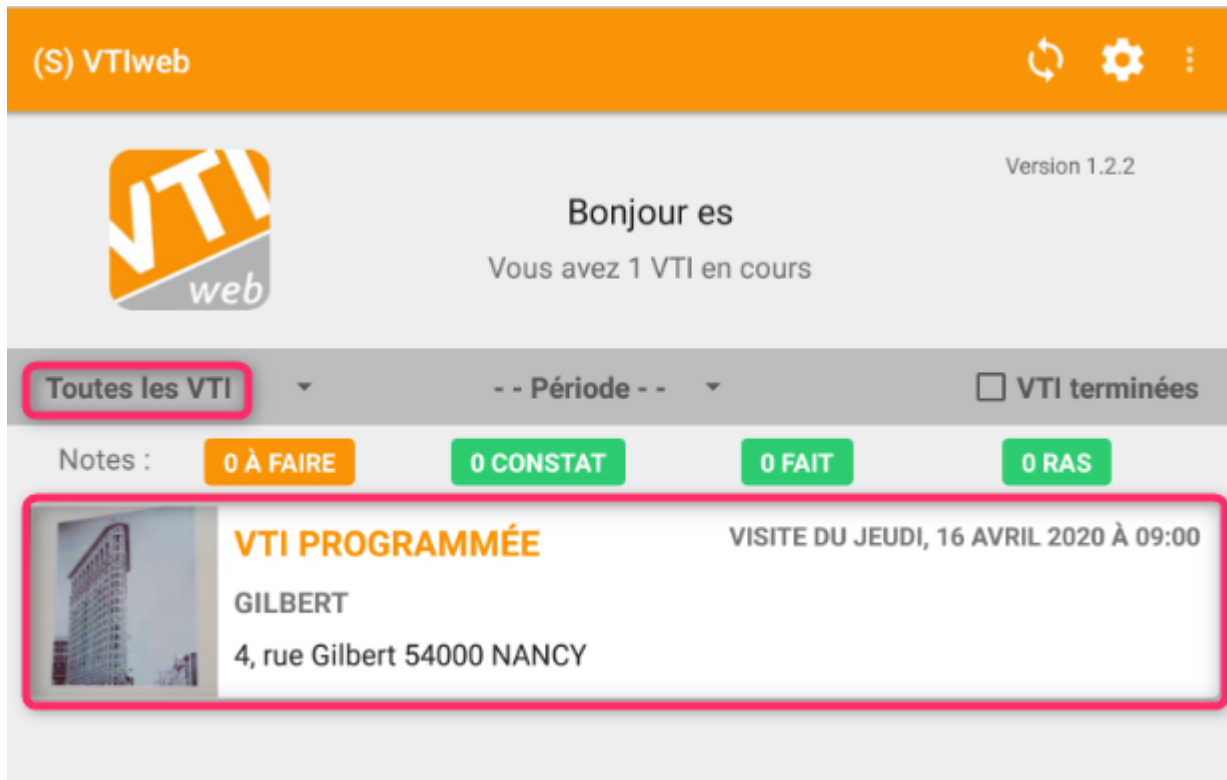 (S) VTIweb
Version 1.2.2
VTI
web
Bonjour es
Vous avez 1 VTI en cours
Toutes les VTI - - Période - - VTI terminées
Notes : 0 À FAIRE 0 CONSTAT 0 FAIT 0 RAS
VTI PROGRAMMÉE VISITE DU JEUDI, 16 AVRIL 2020 À 09:00
GILBERT
4, rue Gilbert 54000 NANCY